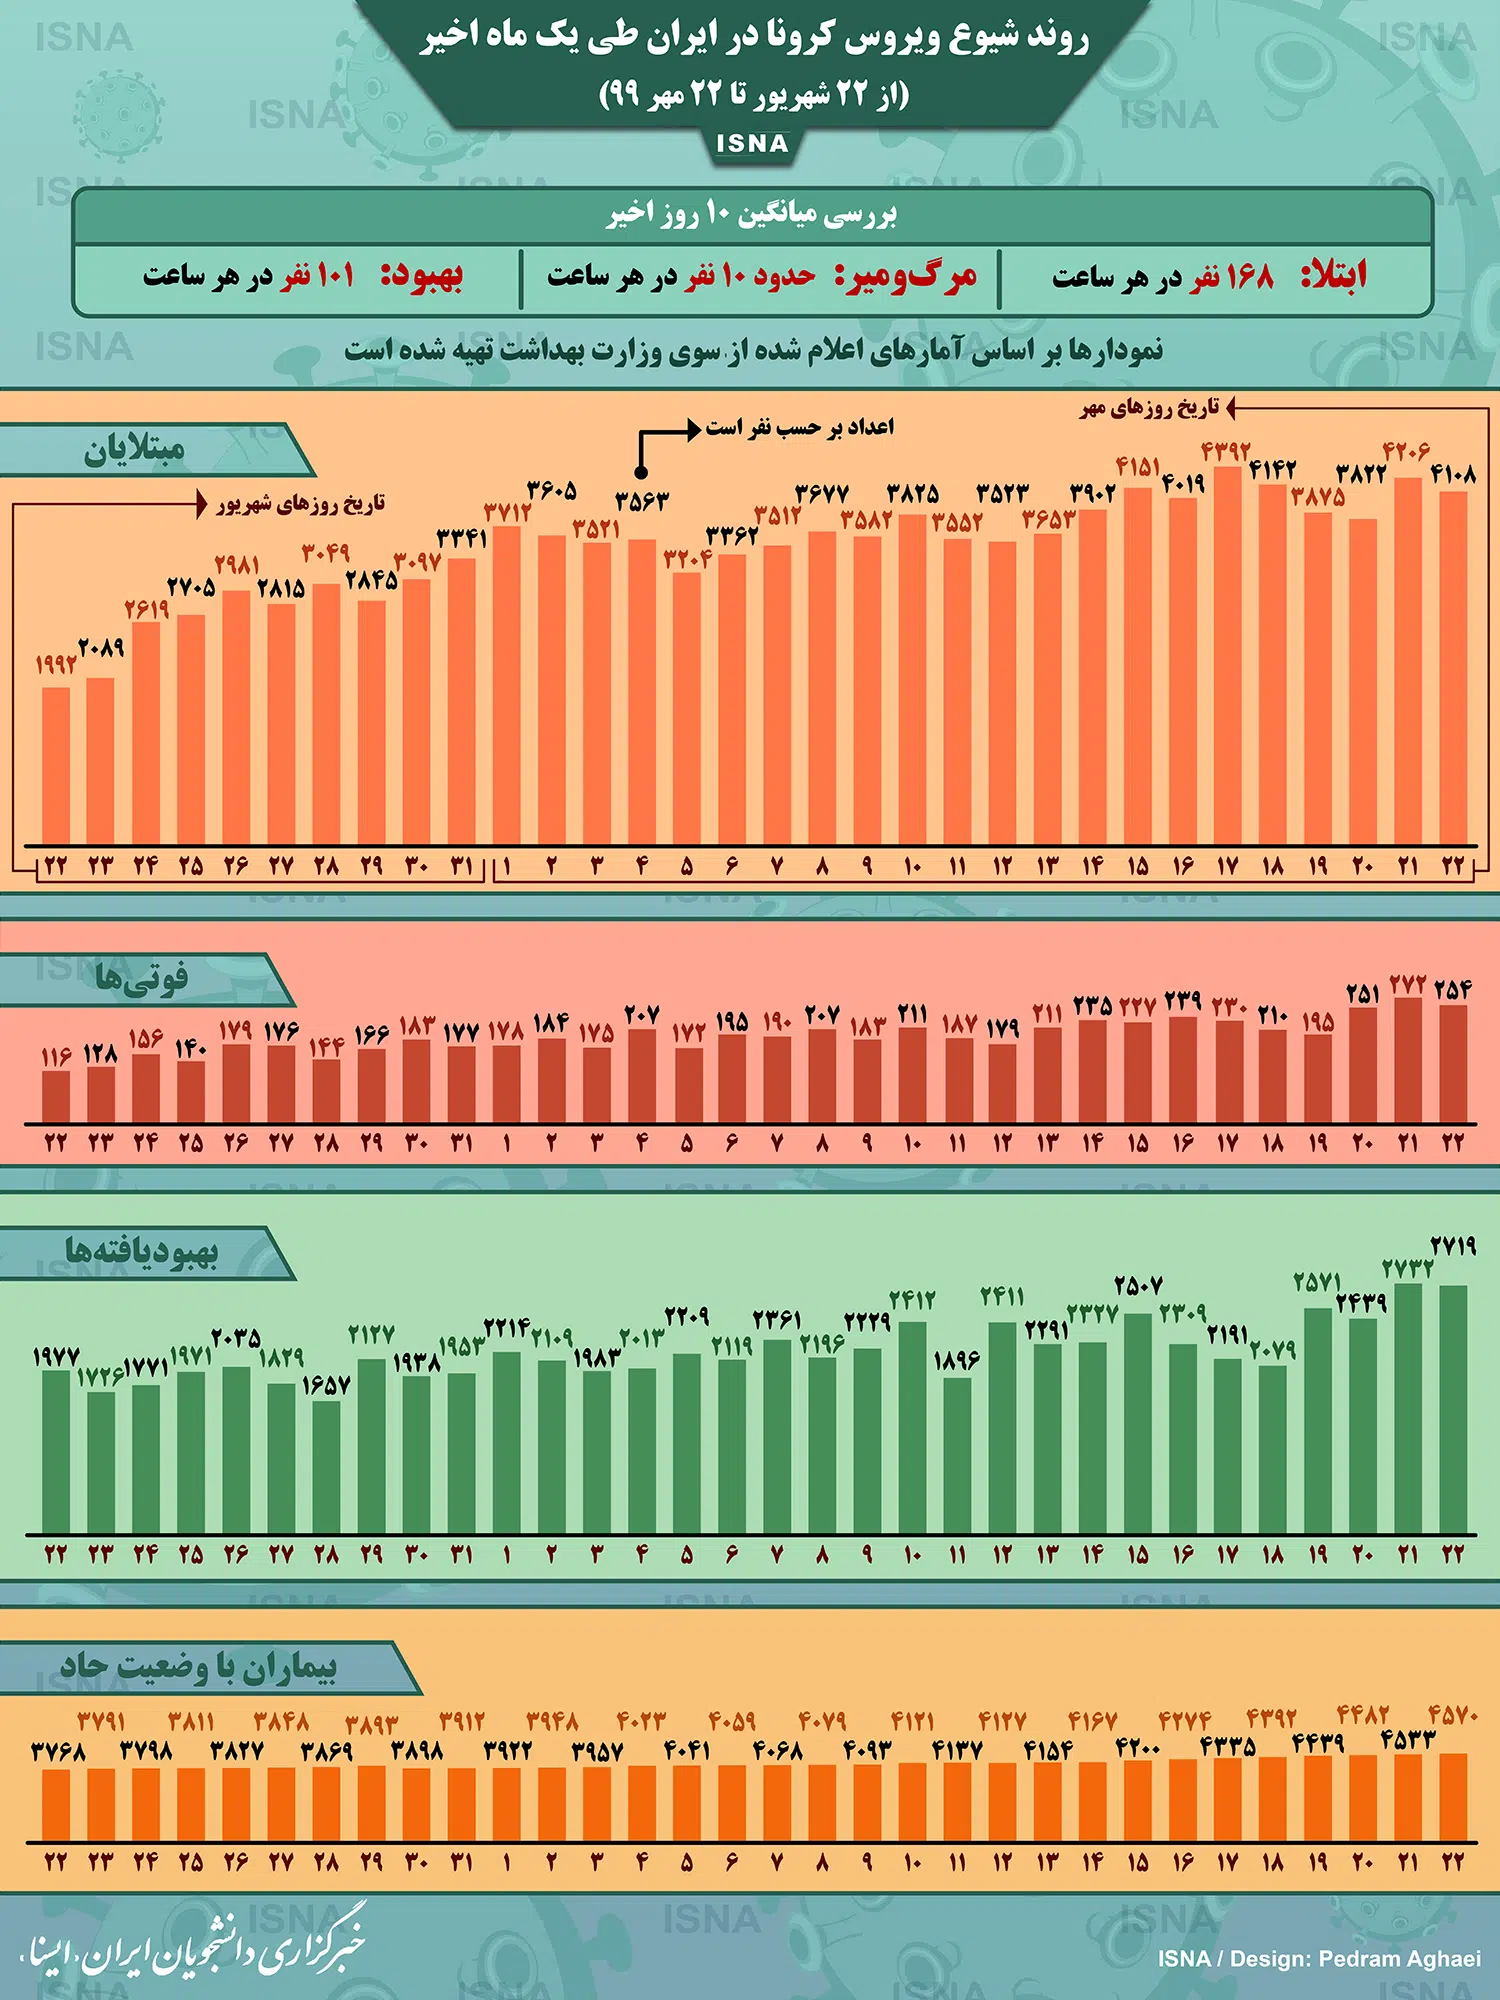 روند شیوع ویروس کرونا در ایران طی یک ماه اخیر
(از ۲۲ شهریور تا ۲۲ مهر ۹۹)
ISNA
بررسی میانگین ۱۰ روز اخیر
ابتلا: ۱۶۸ نفر در هر ساعت
مرگ‌ومیر: حدود ۱۰ نفر در هر ساعت
بهبود: ۱۰۱ نفر در هر ساعت
نمودارها بر اساس آمارهای اعلام شده از سوی وزارت بهداشت تهیه شده است
مبتلایان
تاریخ روزهای مهر
اعداد بر حسب نفر است
تاریخ روزهای شهریور
۱۹۹۲ ۲۰۸۹ ۲۶۱۹ ۲۷۰۵ ۲۹۸۱ ۲۸۱۵ ۳۰۴۹ ۲۸۴۵ ۳۰۹۷ ۳۳۴۱ ۳۷۱۲ ۳۶۰۵ ۳۵۲۱ ۳۵۶۳ ۳۲۰۴ ۳۳۶۲ ۳۵۱۲ ۳۶۷۷ ۳۵۸۲ ۳۸۲۵ ۳۵۵۲ ۳۵۲۳ ۳۶۵۳ ۳۹۰۲ ۴۱۵۱ ۴۰۱۹ ۴۳۹۲ ۴۱۴۲ ۳۸۷۵ ۳۸۲۲ ۴۲۰۶ ۴۱۰۸
۲۲ ۲۳ ۲۴ ۲۵ ۲۶ ۲۷ ۲۸ ۲۹ ۳۰ ۳۱ ۱ ۲ ۳ ۴ ۵ ۶ ۷ ۸ ۹ ۱۰ ۱۱ ۱۲ ۱۳ ۱۴ ۱۵ ۱۶ ۱۷ ۱۸ ۱۹ ۲۰ ۲۱ ۲۲
فوتی‌ها
۱۱۶ ۱۲۸ ۱۵۶ ۱۴۰ ۱۷۹ ۱۷۶ ۱۴۴ ۱۶۶ ۱۸۳ ۱۷۷ ۱۷۸ ۱۸۴ ۱۷۵ ۲۰۷ ۱۷۲ ۱۹۵ ۱۹۰ ۲۰۷ ۱۸۳ ۲۱۱ ۱۸۷ ۱۷۹ ۲۱۱ ۲۳۵ ۲۲۷ ۲۳۹ ۲۳۰ ۲۱۰ ۱۹۵ ۲۵۱ ۲۷۲ ۲۵۴
۲۲ ۲۳ ۲۴ ۲۵ ۲۶ ۲۷ ۲۸ ۲۹ ۳۰ ۳۱ ۱ ۲ ۳ ۴ ۵ ۶ ۷ ۸ ۹ ۱۰ ۱۱ ۱۲ ۱۳ ۱۴ ۱۵ ۱۶ ۱۷ ۱۸ ۱۹ ۲۰ ۲۱ ۲۲
بهبودیافته‌ها
۱۹۷۷ ۱۷۲۶ ۱۷۷۱ ۱۹۷۱ ۲۰۳۵ ۱۸۲۹ ۱۶۵۷ ۲۱۲۷ ۱۹۳۸ ۱۹۵۳ ۲۲۱۴ ۲۱۰۹ ۱۹۸۳ ۲۰۱۳ ۲۲۰۹ ۲۱۱۹ ۲۳۶۱ ۲۱۹۶ ۲۲۲۹ ۲۴۱۲ ۱۸۹۶ ۲۴۱۱ ۲۲۹۱ ۲۳۲۷ ۲۵۰۷ ۲۳۰۹ ۲۱۹۱ ۲۰۷۹ ۲۵۷۱ ۲۴۳۹ ۲۷۳۲ ۲۷۱۹
۲۲ ۲۳ ۲۴ ۲۵ ۲۶ ۲۷ ۲۸ ۲۹ ۳۰ ۳۱ ۱ ۲ ۳ ۴ ۵ ۶ ۷ ۸ ۹ ۱۰ ۱۱ ۱۲ ۱۳ ۱۴ ۱۵ ۱۶ ۱۷ ۱۸ ۱۹ ۲۰ ۲۱ ۲۲
بیماران با وضعیت حاد
۳۷۶۸ ۳۷۹۱ ۳۷۹۸ ۳۸۱۱ ۳۸۲۷ ۳۸۴۸ ۳۸۶۹ ۳۸۹۳ ۳۸۹۸ ۳۹۱۲ ۳۹۲۲ ۳۹۴۸ ۳۹۵۷ ۴۰۲۳ ۴۰۴۱ ۴۰۵۹ ۴۰۶۸ ۴۰۷۹ ۴۰۹۳ ۴۱۲۱ ۴۱۳۷ ۴۱۲۷ ۴۱۵۴ ۴۱۶۷ ۴۲۰۰ ۴۲۷۴ ۴۳۳۵ ۴۳۹۲ ۴۴۳۹ ۴۴۸۲ ۴۵۳۳ ۴۵۷۰
۲۲ ۲۳ ۲۴ ۲۵ ۲۶ ۲۷ ۲۸ ۲۹ ۳۰ ۳۱ ۱ ۲ ۳ ۴ ۵ ۶ ۷ ۸ ۹ ۱۰ ۱۱ ۱۲ ۱۳ ۱۴ ۱۵ ۱۶ ۱۷ ۱۸ ۱۹ ۲۰ ۲۱ ۲۲
خبرگزاری دانشجویان ایران، ایسنا،
ISNA / Design: Pedram Aghaei